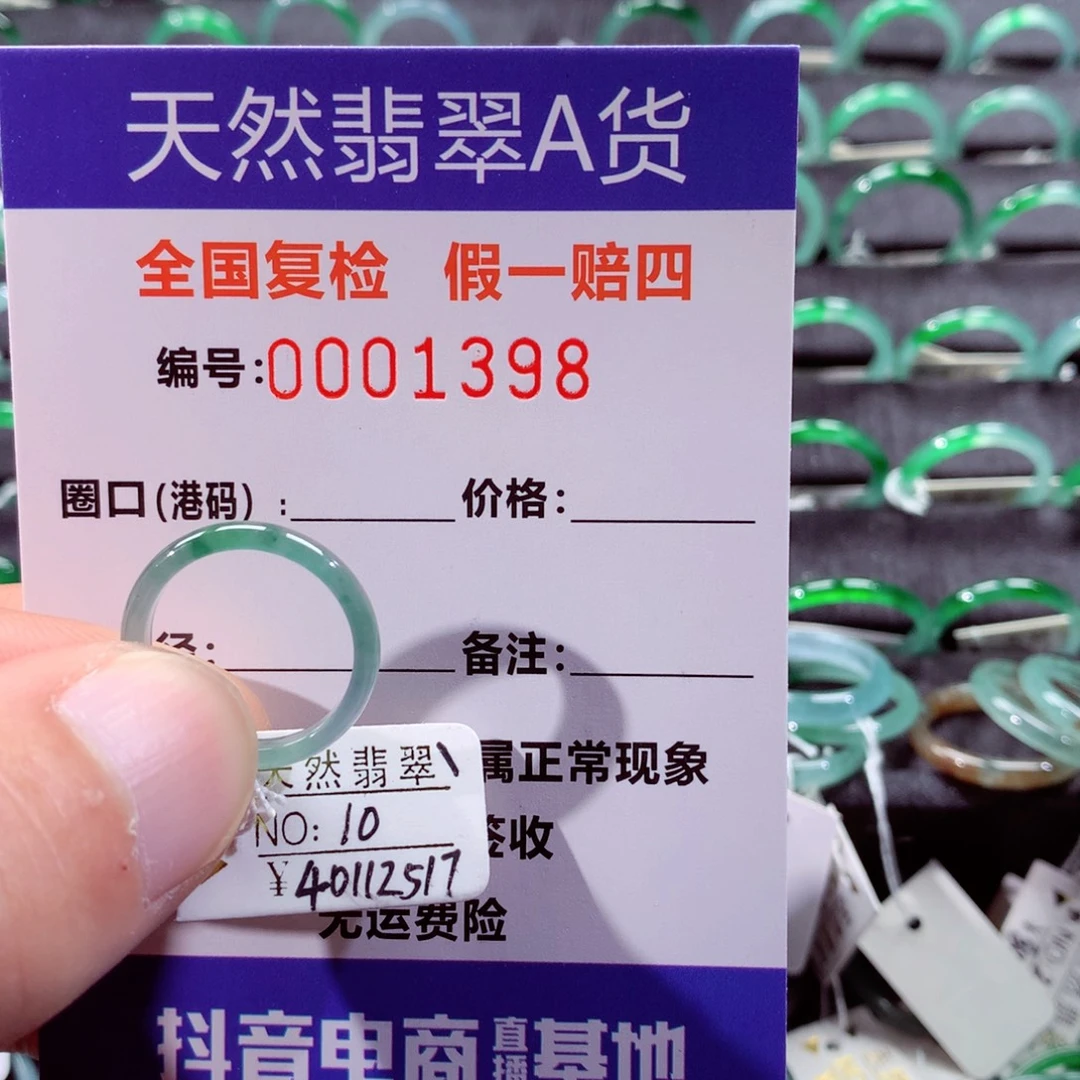 天然翡翠A货
全国复检 假一赔四
编号:0001398
圈口(港码):
价格:
径:
备注:
属正常现象
签收
无运费险
天然翡翠
NO: 10
¥40112517
抖音电商直播基地